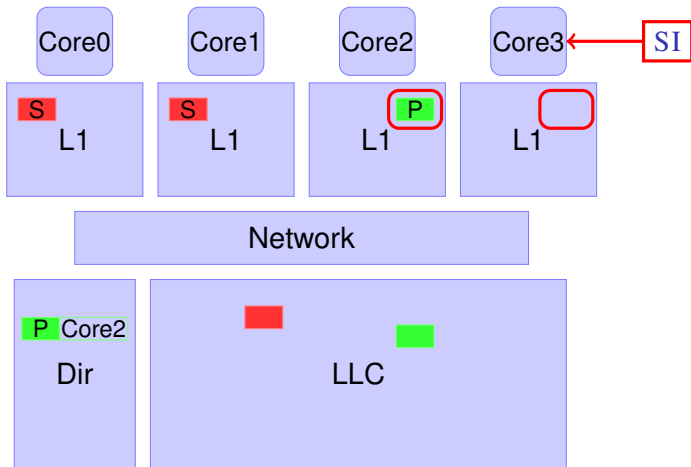 Core0 Core1 Core2 Core3 SI
S S P
L1 L1 L1 L1
Network
P Core2
Dir LLC